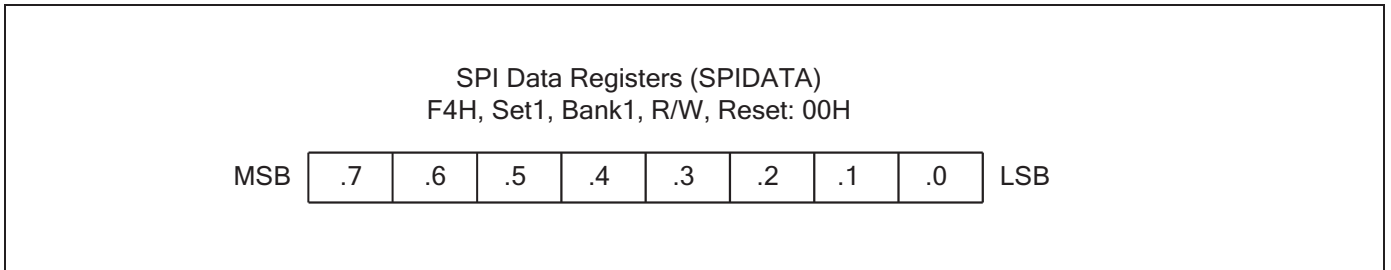 SPI Data Registers (SPIDATA)
F4H, Set1, Bank1, R/W, Reset: 00H
MSB .7 .6 .5 .4 .3 .2 .1 .0 LSB